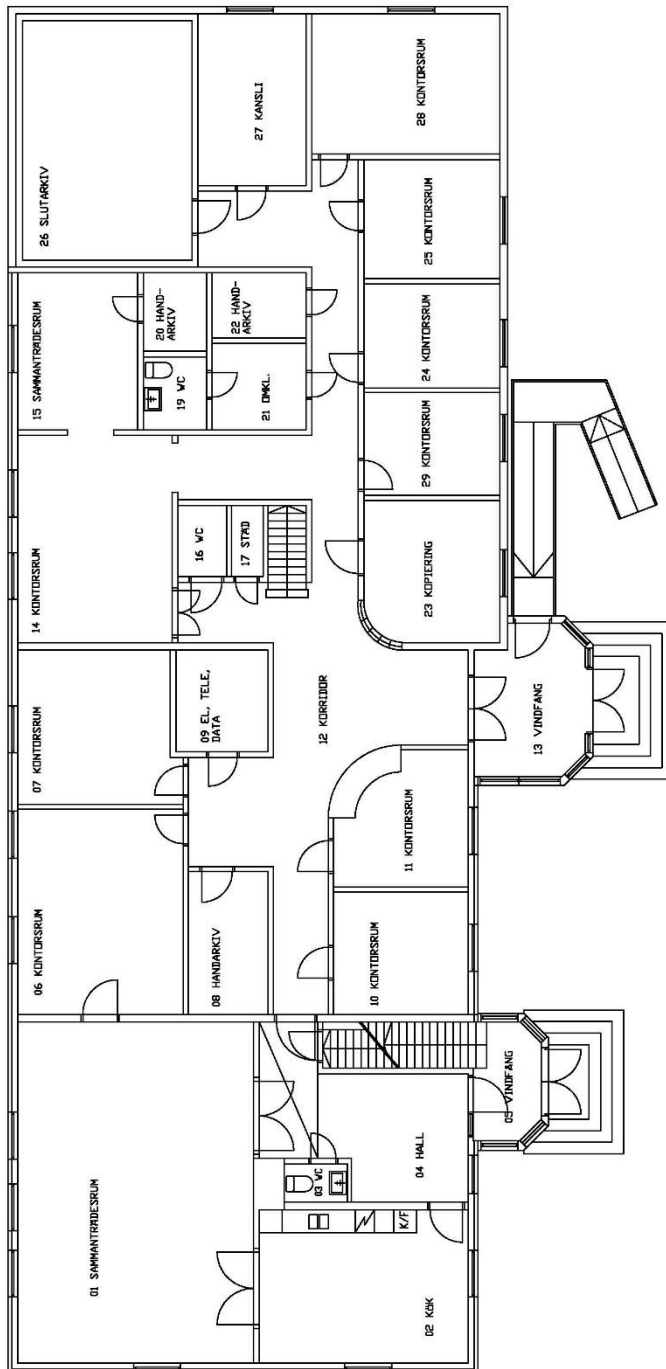 01 SAMMANTRÄDESRUM
02 KÖK
03 WC
04 HALL
05 VINDFÅNG
06 KONTORSRUM
07 KONTORSRUM
08 HANDARKIV
09 EL, TELE,
DATA
10 KONTORSRUM
11 KONTORSRUM
12 KORRIDOR
13 VINDFÅNG
14 KONTORSRUM
15 SAMMANTRÄDESRUM
16 WC
17 STÄD
19 WC
20 HAND-
ARKIV
21 OMKL.
22 HAND-
ARKIV
23 KOPIERING
24 KONTORSRUM
25 KONTORSRUM
26 SLUTARKIV
27 KANSLI
28 KONTORSRUM
29 KONTORSRUM
K/F